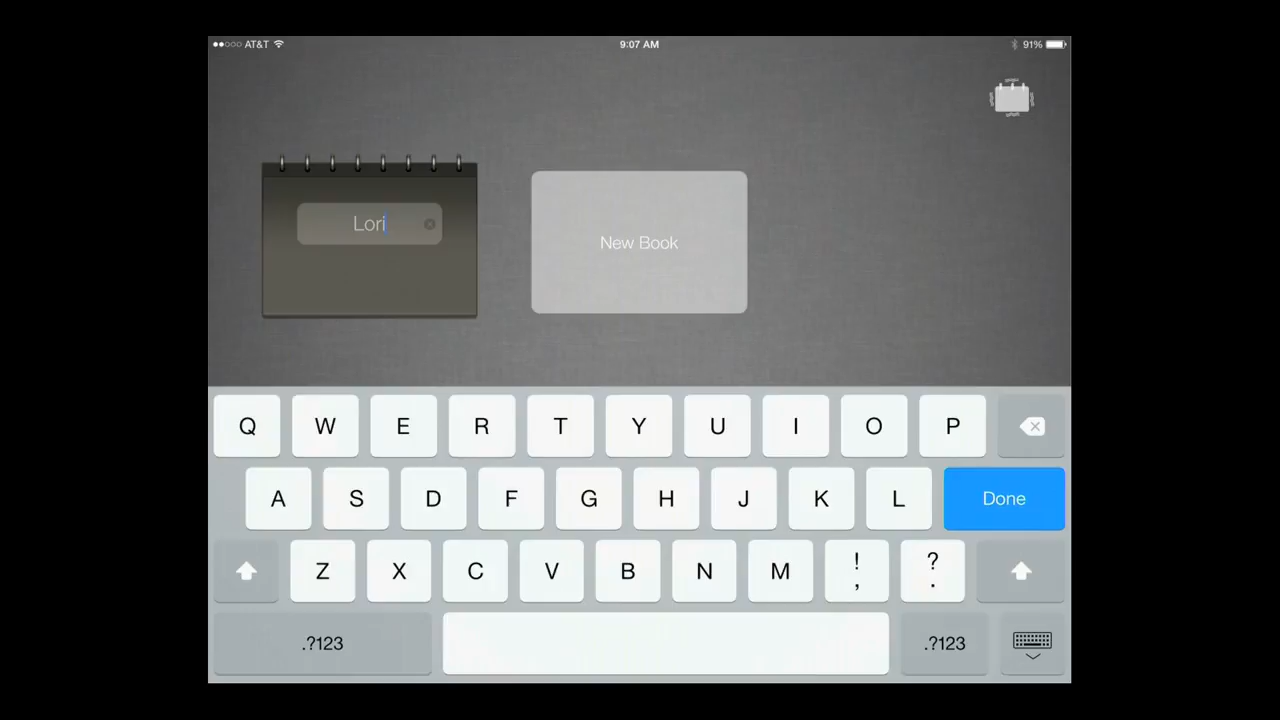 AT&T 9:07 AM 91%
Lori
New Book
Q W E R T Y U I O P
A S D F G H J K L Done
Z X C V B N M ! , ? .
.?123 .?123